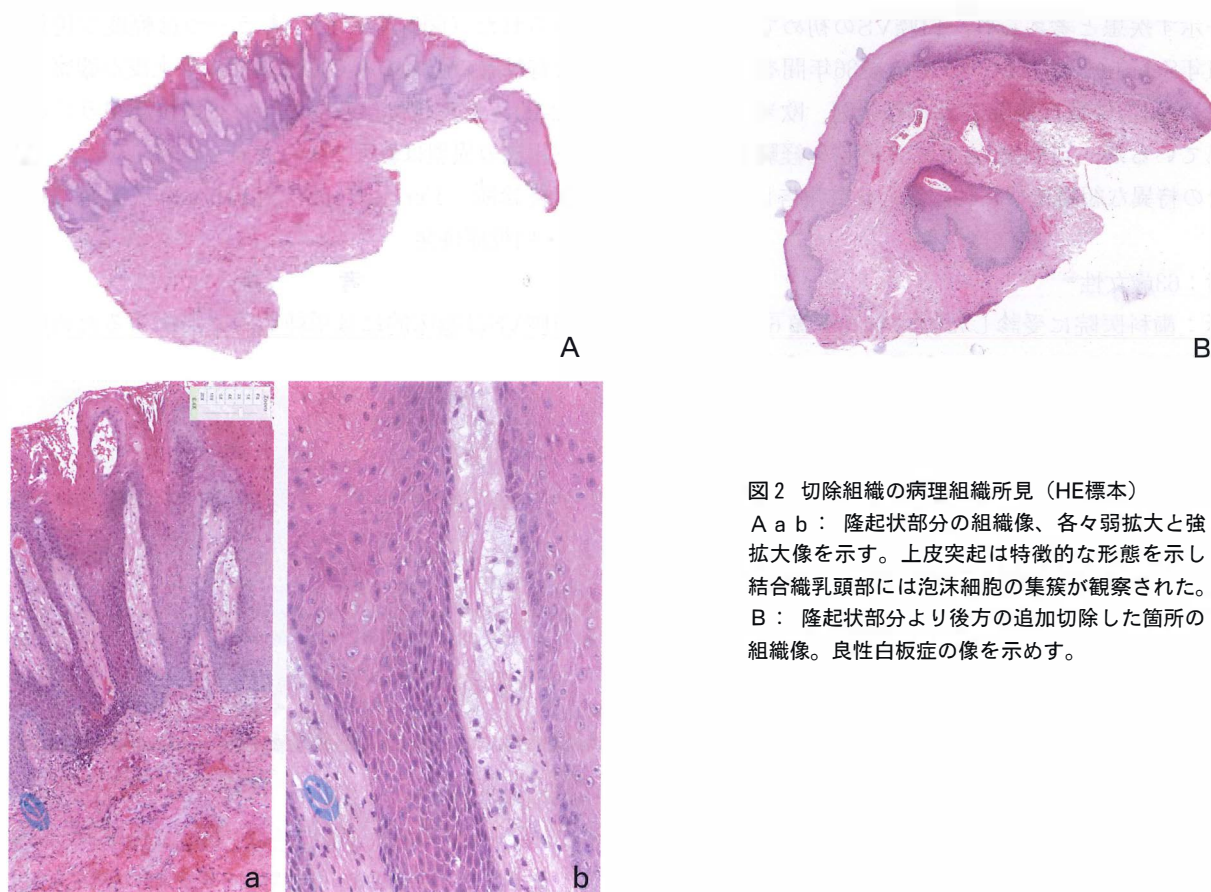 A
B
a
b
図2 切除組織の病理組織所見（HE標本）
Aab： 隆起状部分の組織像、各々弱拡大と強
拡大像を示す。上皮突起は特徴的な形態を示し
結合織乳頭部には泡沫細胞の集簇が観察された。
B： 隆起状部分より後方の追加切除した箇所の
組織像。良性白板症の像を示めす。